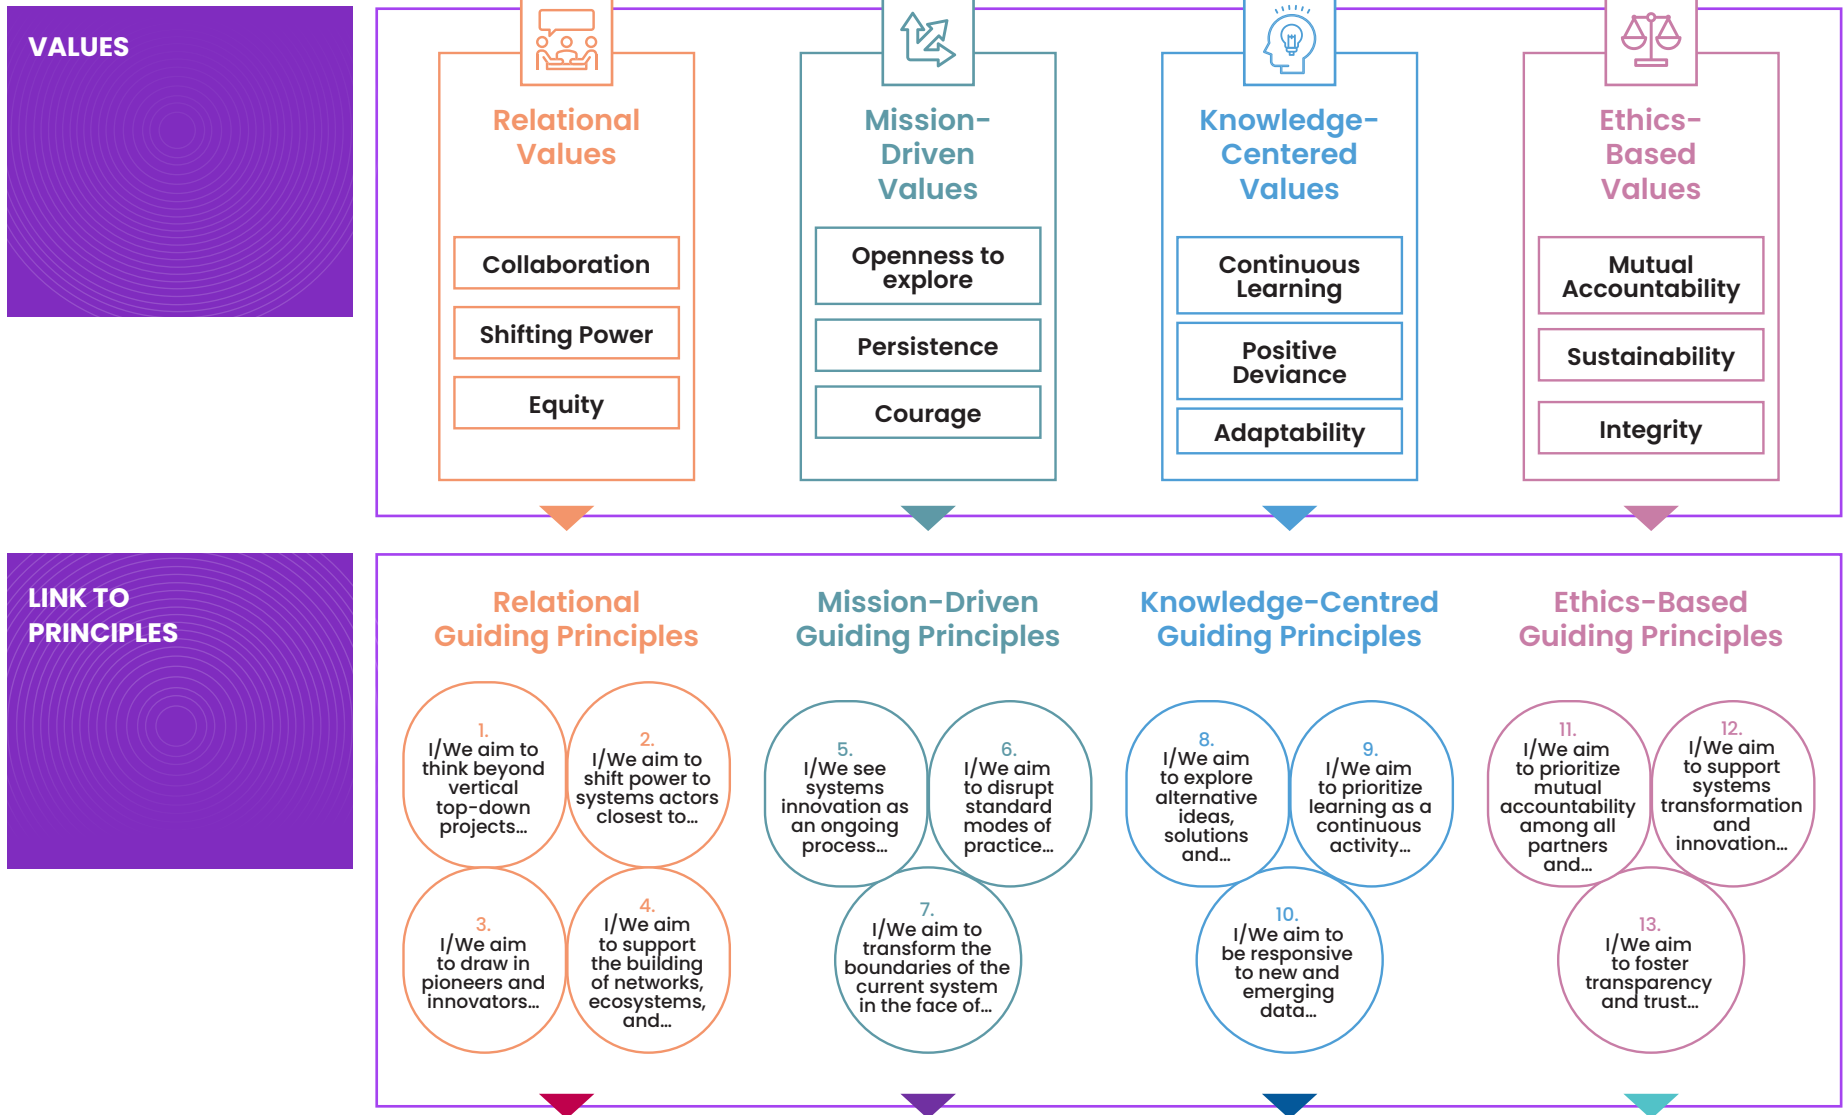 VALUES
Relational
Values
Collaboration
Shifting Power
Equity
Mission-
Driven
Values
Openness to
explore
Persistence
Courage
Knowledge-
Centered
Values
Continuous
Learning
Positive
Deviance
Adaptability
Ethics-
Based
Values
Mutual
Accountability
Sustainability
Integrity
LINK TO
PRINCIPLES
Relational
Guiding Principles
1.
I/We aim to
think beyond
vertical
top-down
projects...
2.
I/We aim to
shift power to
systems actors
closest to...
3.
I/We aim
to draw in
pioneers and
innovators...
4.
I/We aim
to support
the building
of networks,
ecosystems,
and...
Mission-Driven
Guiding Principles
5.
I/We see
systems
innovation as
an ongoing
process...
6.
I/We aim
to disrupt
standard
modes of
practice...
7.
I/We aim to
transform the
boundaries of the
current system
in the face of...
Knowledge-Centred
Guiding Principles
8.
I/We aim
to explore
alternative
ideas,
solutions
and...
9.
I/We aim
to prioritize
learning as a
continuous
activity...
10.
I/We aim to
be responsive
to new and
emerging
data...
Ethics-Based
Guiding Principles
11.
I/We aim
to prioritize
mutual
accountability
among all
partners
and...
12.
I/We aim
to support
systems
transformation
and
innovation...
13.
I/We aim
to foster
transparency
and trust...